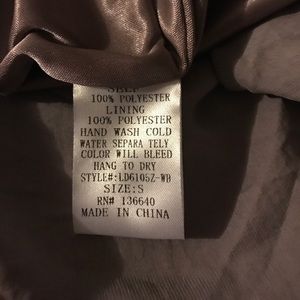 SELF
100% POLYESTER
LINING
100% POLYESTER
HAND WASH COLD
WATER SEPARA TELY
COLOR WILL BLEED
HANG TO DRY
STYLE#:LD6105Z-WB
SIZE:S
RN# 136640
MADE IN CHINA